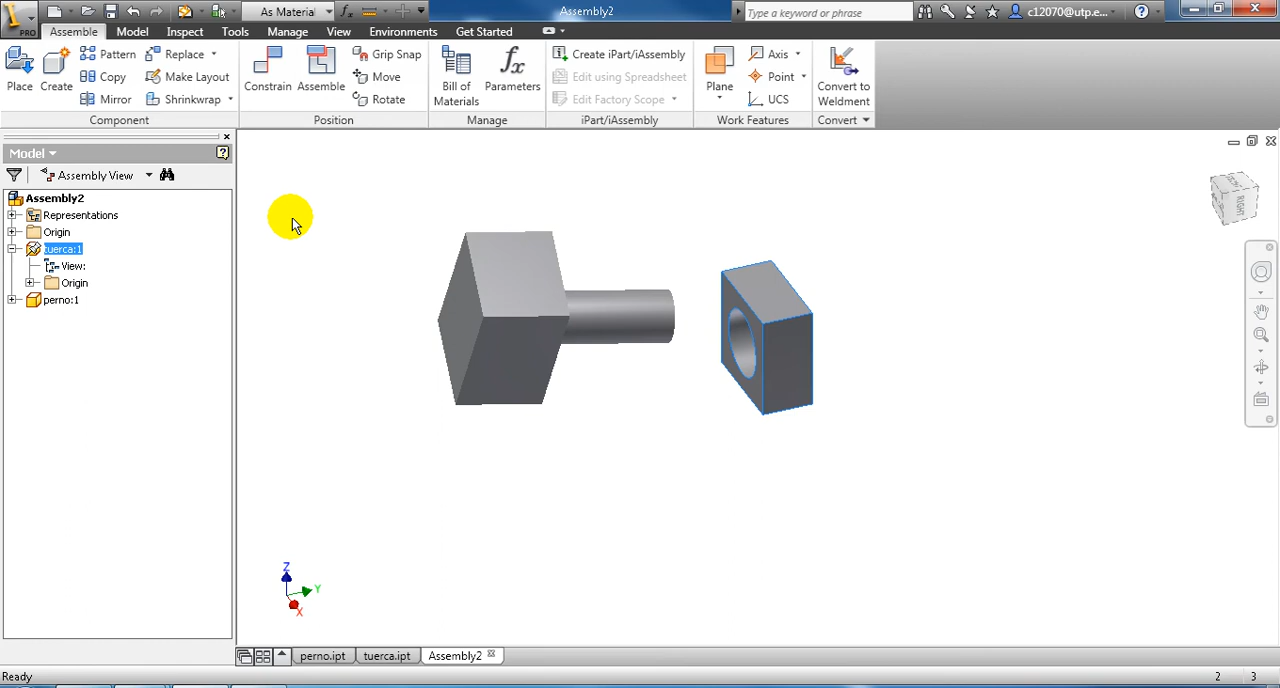 As Material
Assembly2
Type a keyword or phrase
c12070@utp.e...
PRO
Assemble Model Inspect Tools Manage View Environments Get Started
Place Create Pattern Copy Mirror Replace Make Layout Shrinkwrap
Component
Constrain Assemble Grip Snap Move Rotate
Position
Bill of Materials Parameters
Manage
Create iPart/iAssembly
Edit using Spreadsheet
Edit Factory Scope
iPart/iAssembly
Plane Axis Point UCS
Work Features
Convert to Weldment
Convert
Model
Assembly View
Assembly2
Representations
Origin
tuerca:1
View:
Origin
perno:1
RIGHT
Z
Y
X
perno.ipt tuerca.ipt Assembly2
Ready
2 3